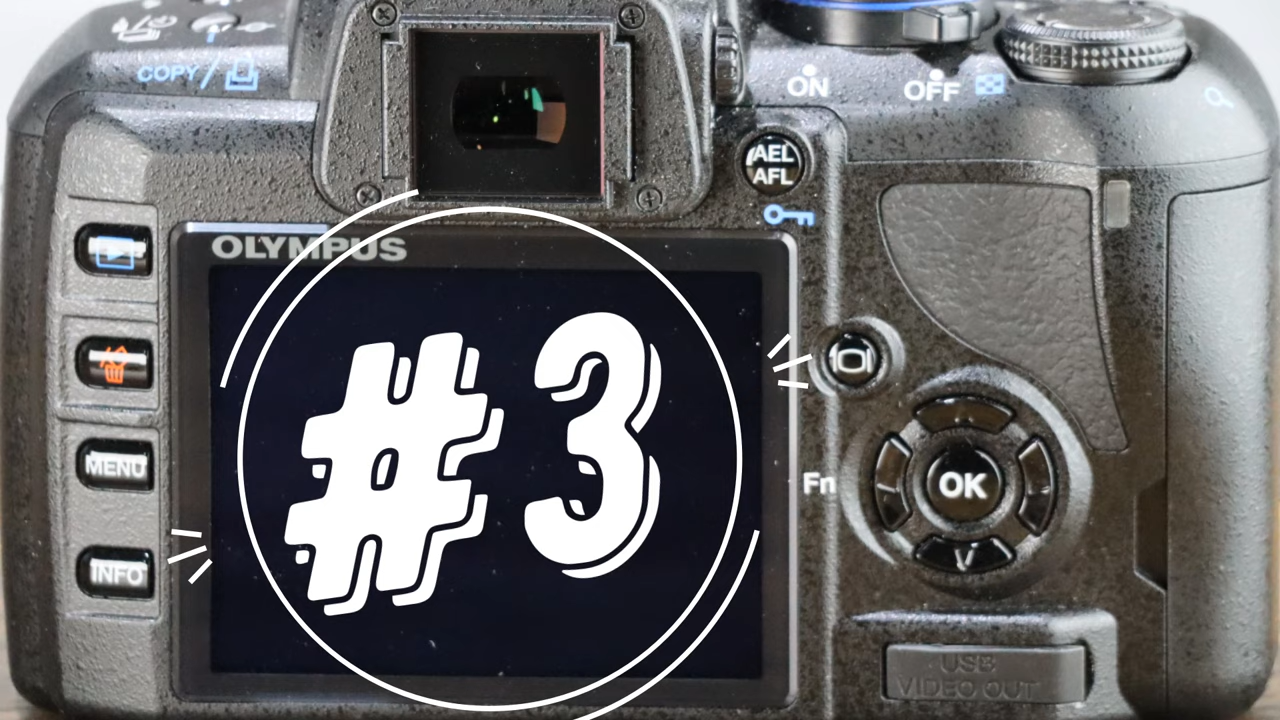 COPY/
ON
OFF
AEL
AFL
OLYMPUS
#3
MENU
Fn
OK
INFO
USB
VIDEO OUT